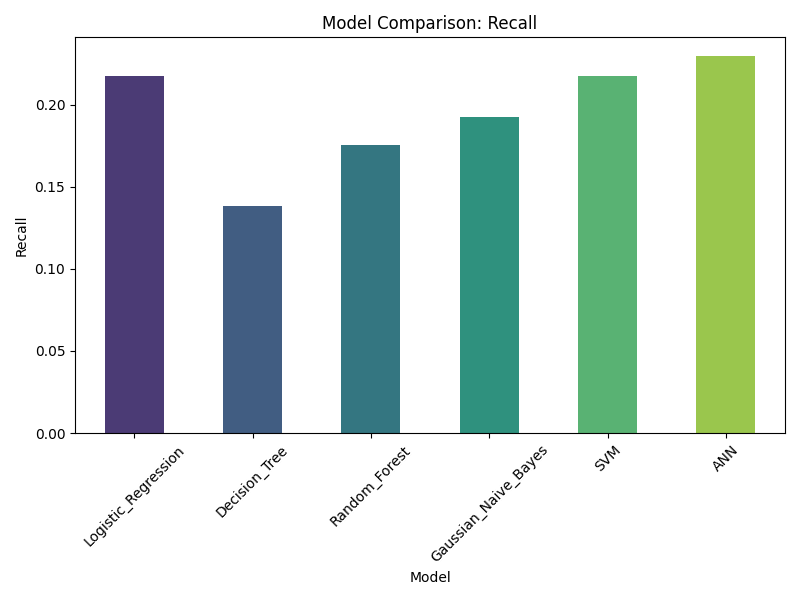 Model Comparison: Recall
Recall
0.20
0.15
0.10
0.05
0.00
Logistic_Regression
Decision_Tree
Random_Forest
Gaussian_Naive_Bayes
SVM
ANN
Model